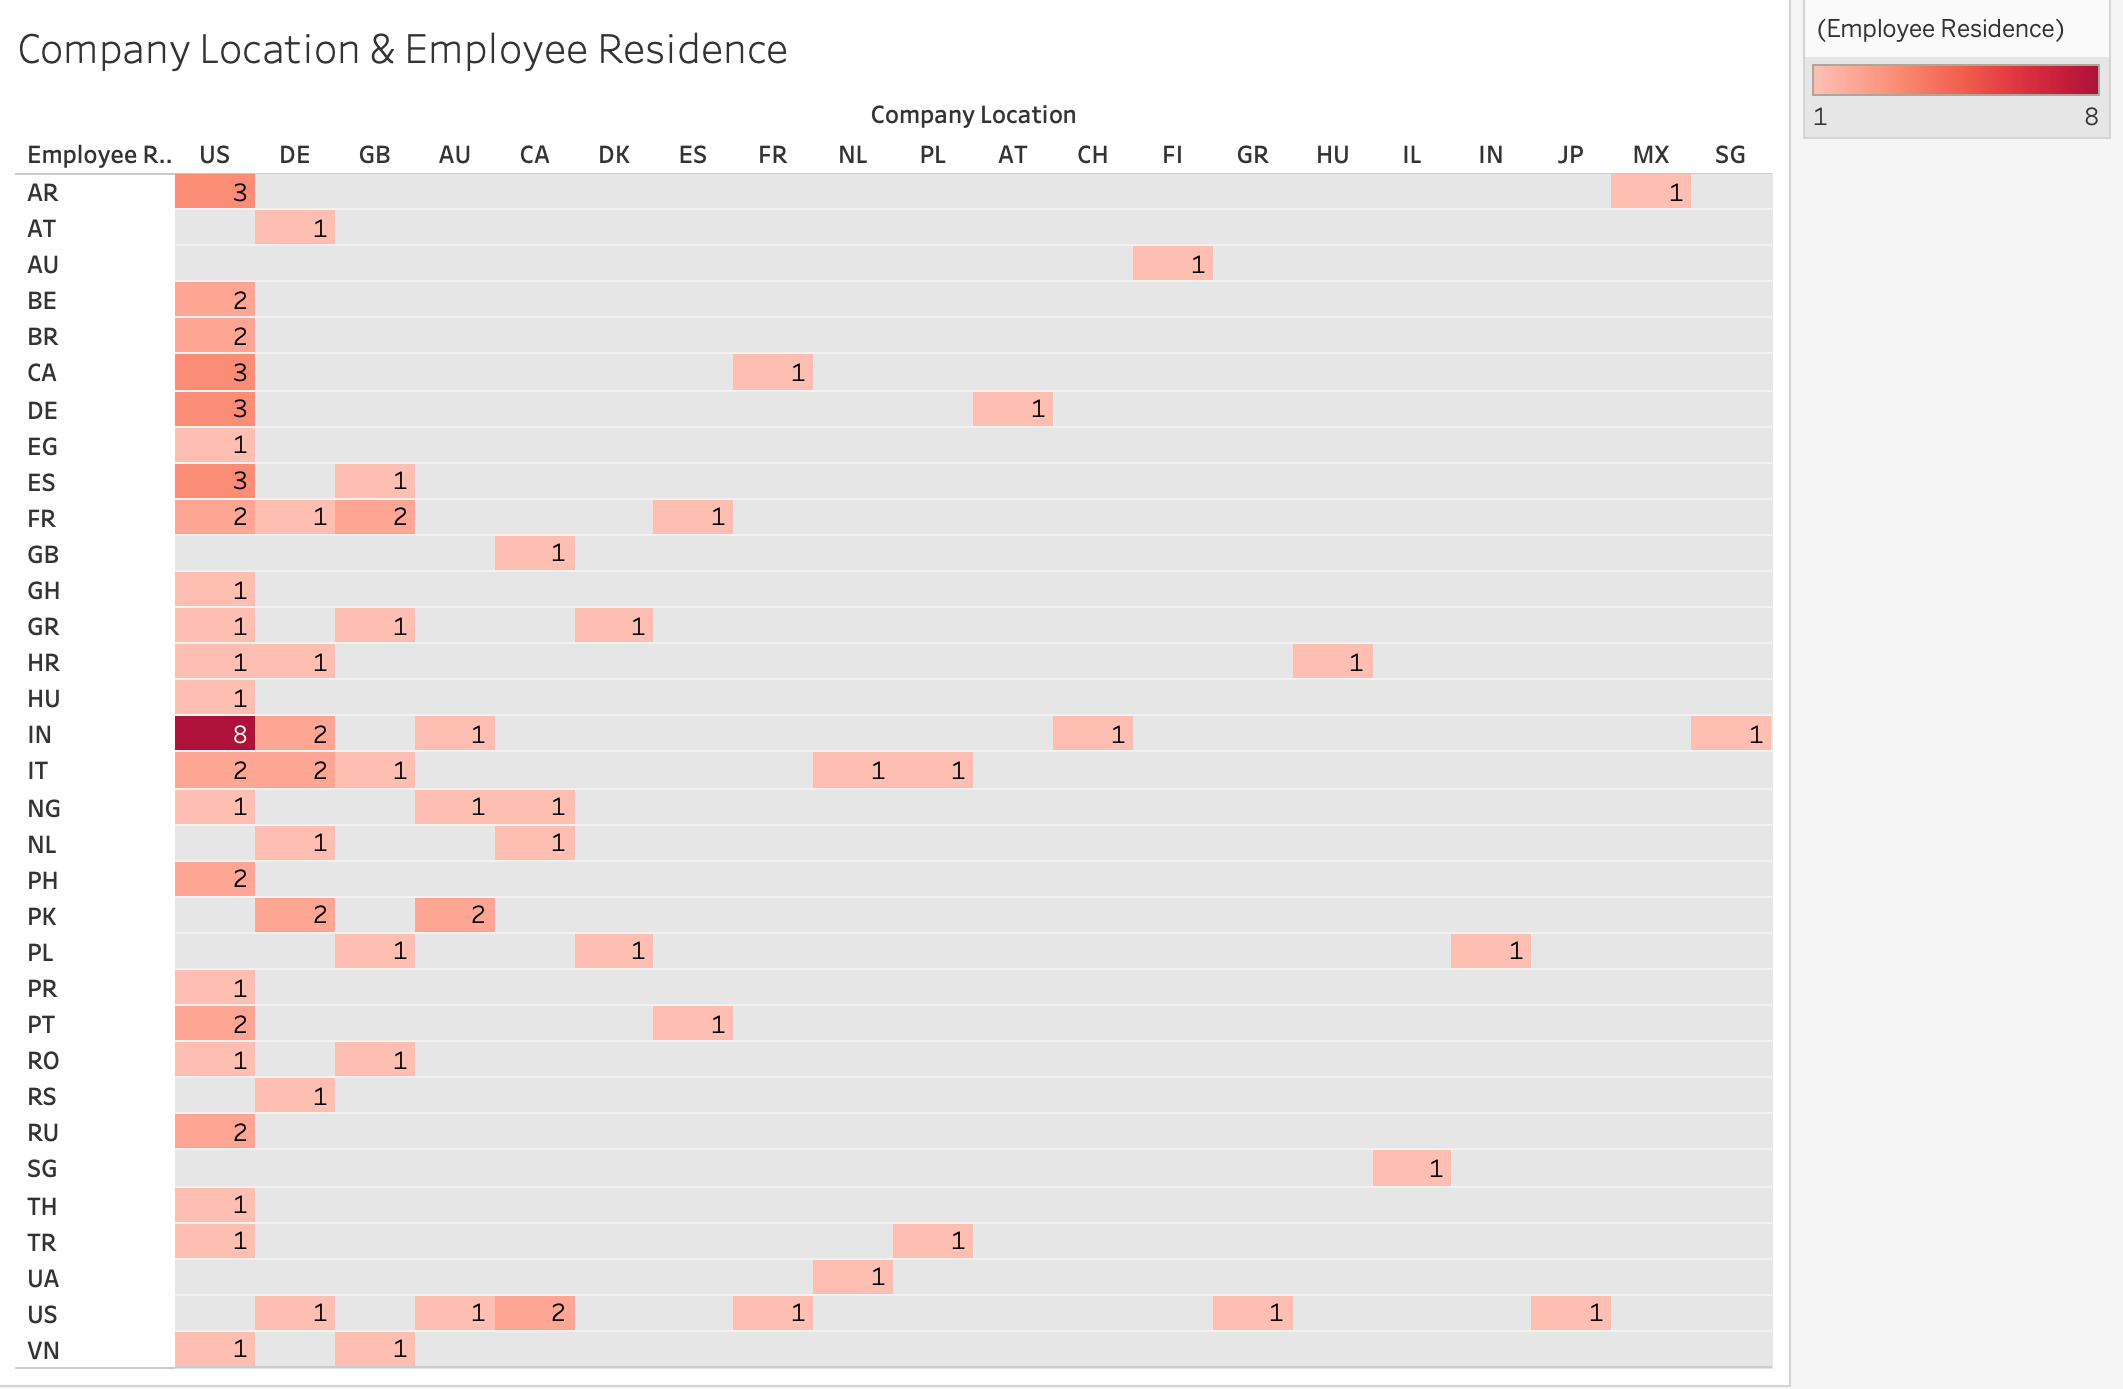 Company Location & Employee Residence
(Employee Residence)
1 8
Company Location
Employee R.. US DE GB AU CA DK ES FR NL PL AT CH FI GR HU IL IN JP MX SG
AR 3 1
AT 1
AU 1
BE 2
BR 2
CA 3 1
DE 3 1
EG 1
ES 3 1
FR 2 1 2 1
GB 1
GH 1
GR 1 1 1
HR 1 1 1
HU 1
IN 8 2 1 1 1
IT 2 2 1 1 1
NG 1 1 1
NL 1 1
PH 2
PK 2 2
PL 1 1 1
PR 1
PT 2 1
RO 1 1
RS 1
RU 2
SG 1
TH 1
TR 1 1
UA 1
US 1 1 2 1 1 1
VN 1 1